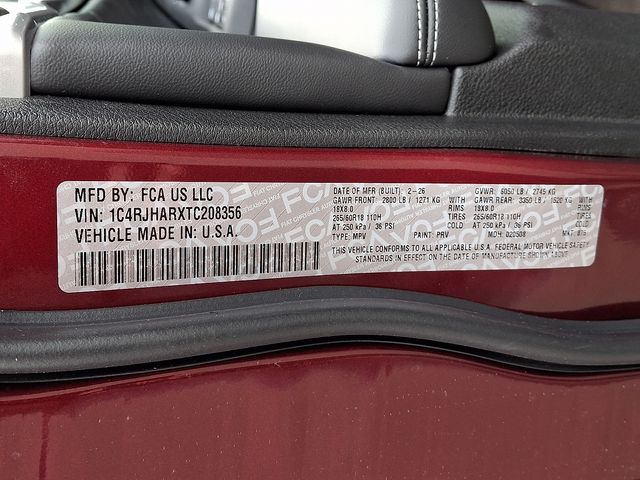 MFD BY: FCA US LLC
VIN: 1C4RJHARXTC208356
VEHICLE MADE IN: U.S.A.
DATE OF MFR (BUILT): 2-26 GVWR: 6050 LB / 2745 KG
GAWR FRONT: 2800 LB / 1271 KG WITH GAWR REAR: 3350 LB / 1520 KG
18X8.0 RIMS 18X8.0 RIMS
265/60R18 110H TIRES 265/60R18 110H TIRES
AT 250 kPa / 36 PSI COLD AT 250 kPa / 36 PSI COLD
TYPE: MPV PAINT: PRV MDH: 020508
THIS VEHICLE CONFORMS TO ALL APPLICABLE U.S.A. FEDERAL MOTOR VEHICLE SAFETY
STANDARDS IN EFFECT ON THE DATE OF MANUFACTURE SHOWN ABOVE